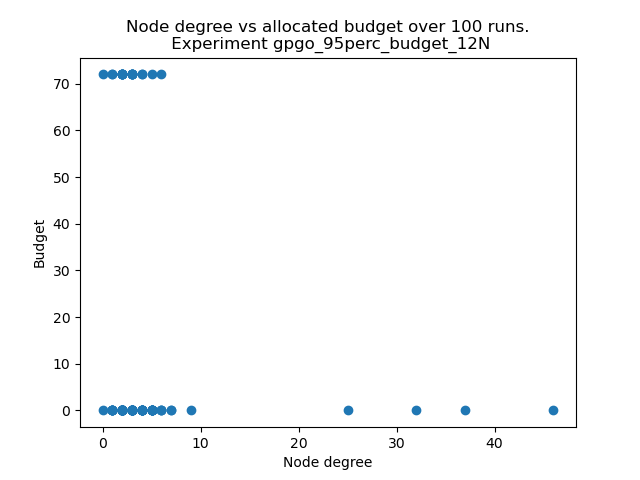 Node degree vs allocated budget over 100 runs.
Experiment gpgo_95perc_budget_12N
70
60
50
40
30
20
10
0
Budget
0 10 20 30 40
Node degree